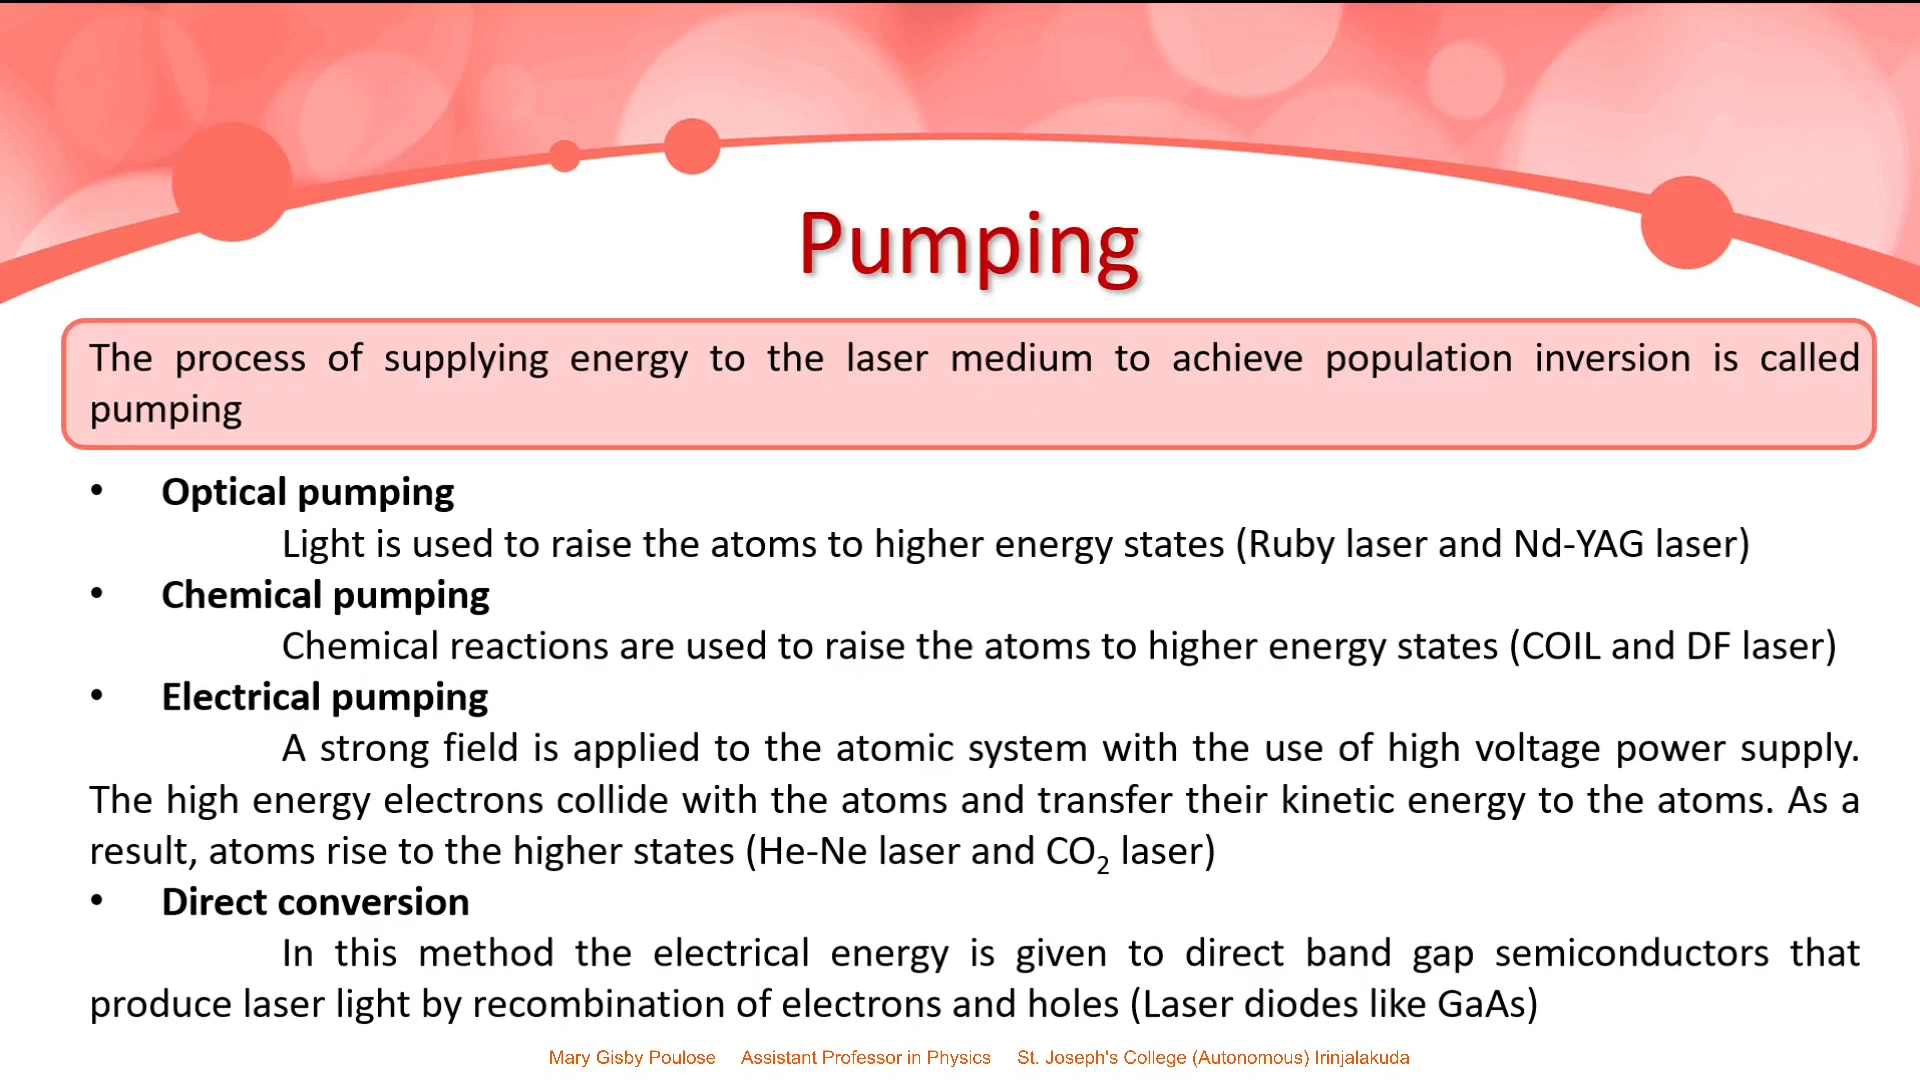 Pumping
The process of supplying energy to the laser medium to achieve population inversion is called
pumping
• Optical pumping
Light is used to raise the atoms to higher energy states (Ruby laser and Nd-YAG laser)
• Chemical pumping
Chemical reactions are used to raise the atoms to higher energy states (COIL and DF laser)
• Electrical pumping
A strong field is applied to the atomic system with the use of high voltage power supply.
The high energy electrons collide with the atoms and transfer their kinetic energy to the atoms. As a
result, atoms rise to the higher states (He-Ne laser and CO₂ laser)
• Direct conversion
In this method the electrical energy is given to direct band gap semiconductors that
produce laser light by recombination of electrons and holes (Laser diodes like GaAs)
Mary Gisby Poulose Assistant Professor in Physics St. Joseph's College (Autonomous) Irinjalakuda